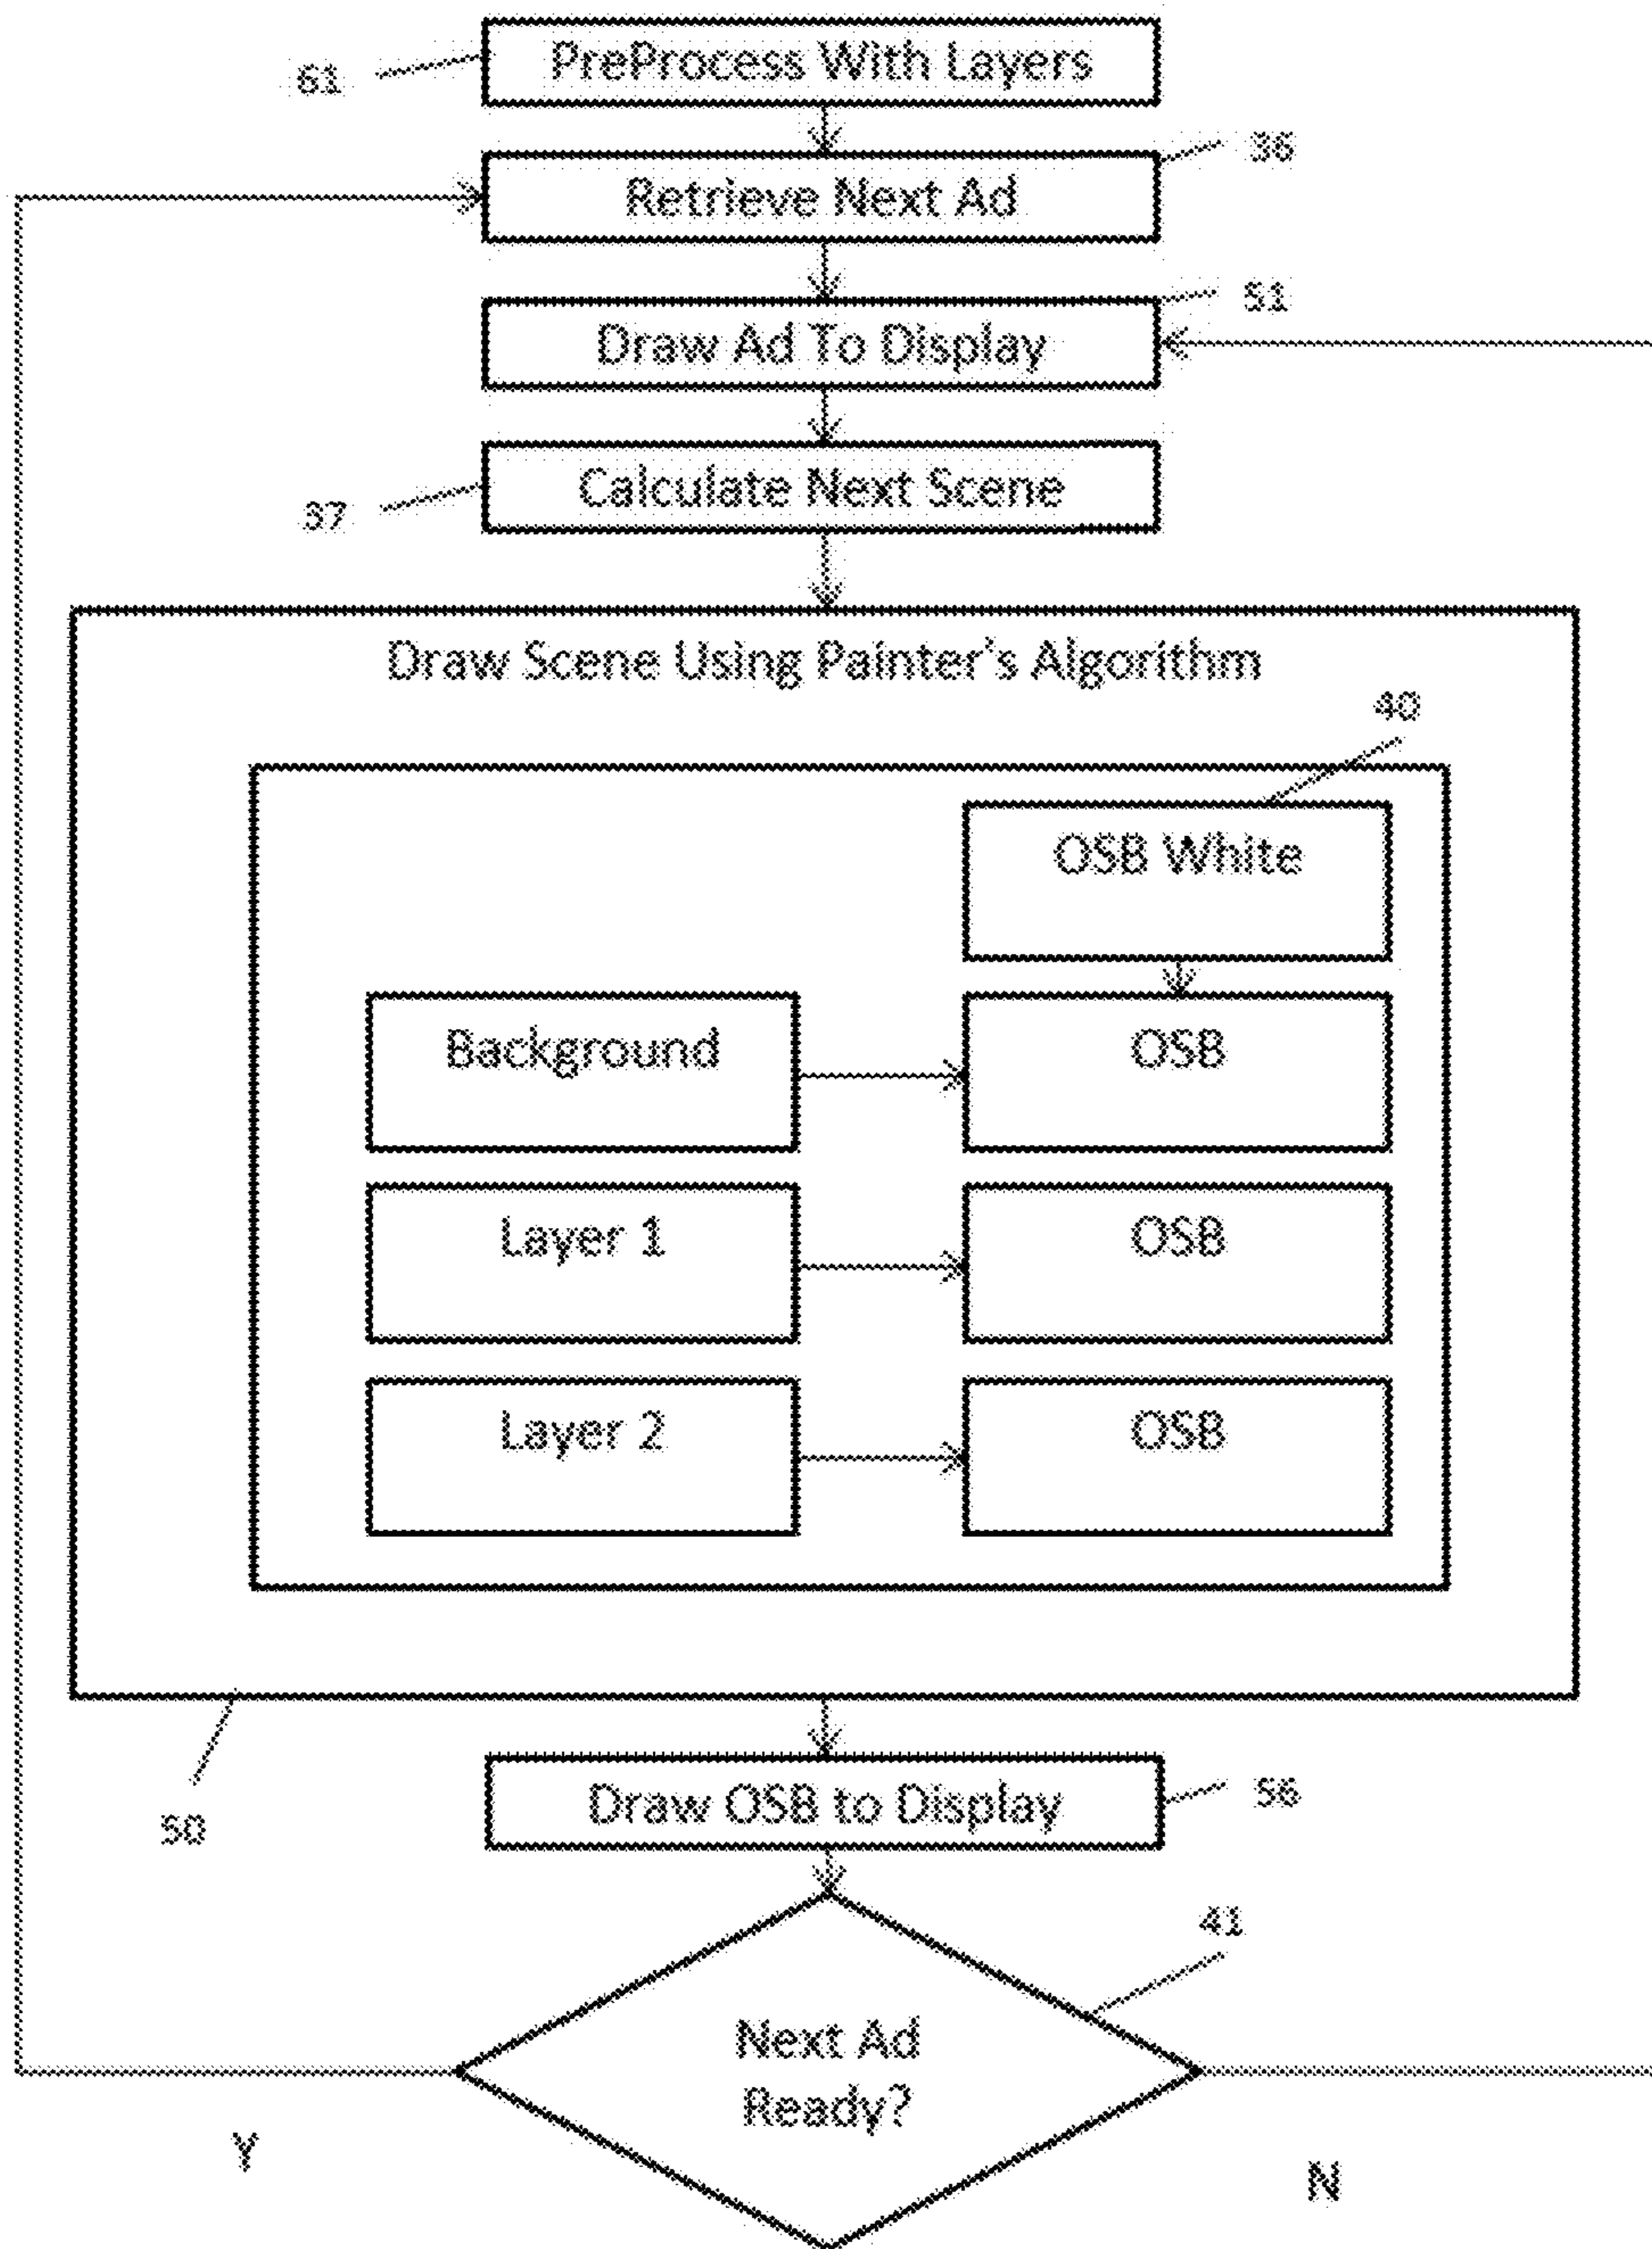 PreProcess With Layers
61
Retrieve Next Ad
36
Draw Ad To Display
51
Calculate Next Scene
37
Draw Scene Using Painter's Algorithm
40
OSB White
Background
OSB
Layer 1
OSB
Layer 2
OSB
50
Draw OSB to Display
56
41
Next Ad
Ready?
Y
N